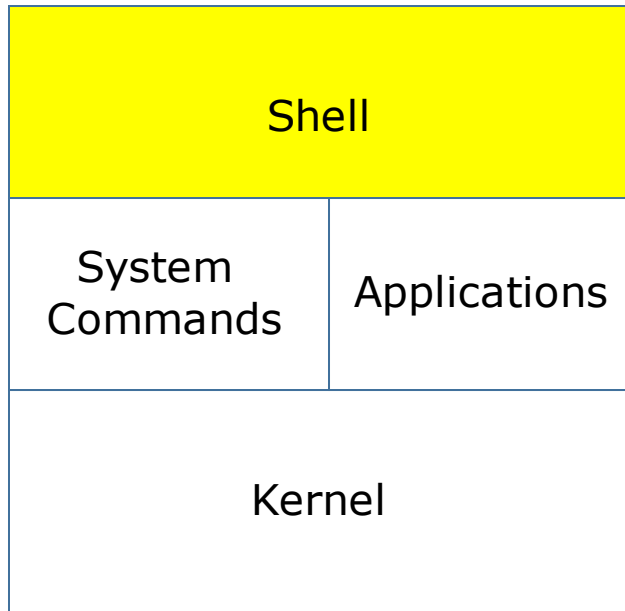 Shell
System
Commands
Applications
Kernel